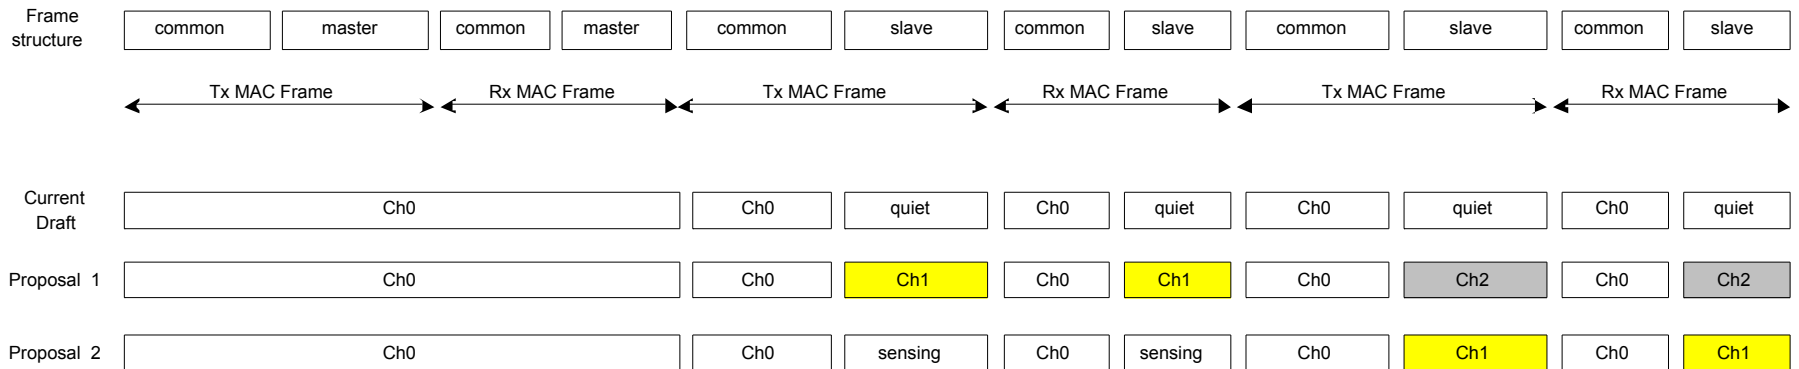 Frame structure common master common master common slave common slave common slave common slave
Tx MAC Frame Rx MAC Frame Tx MAC Frame Rx MAC Frame Tx MAC Frame Rx MAC Frame
Current Draft Ch0 Ch0 quiet Ch0 quiet Ch0 quiet Ch0 quiet
Proposal 1 Ch0 Ch0 Ch1 Ch0 Ch1 Ch0 Ch2 Ch0 Ch2
Proposal 2 Ch0 Ch0 sensing Ch0 sensing Ch0 Ch1 Ch0 Ch1